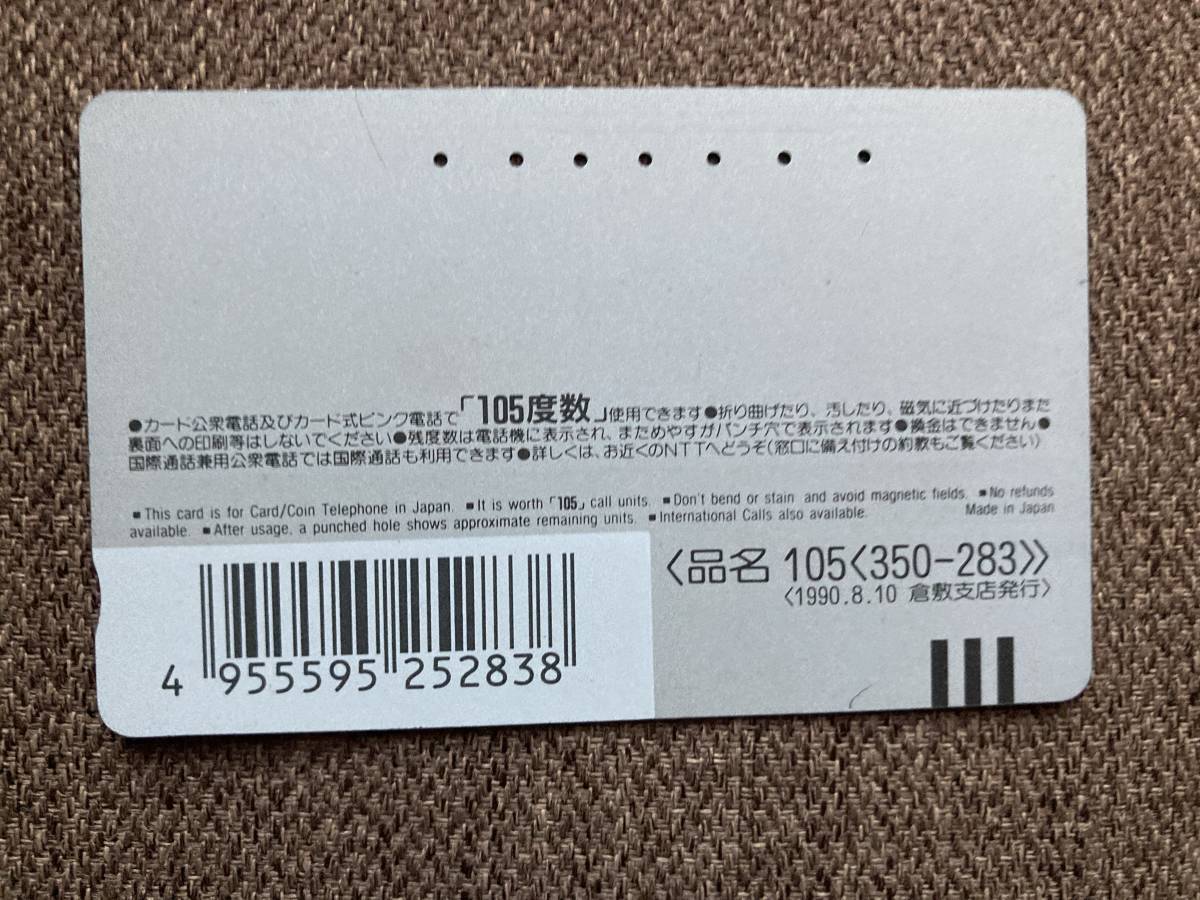 ●カード公衆電話及びカード式ピンク電話で「105度数」使用できます●折り曲げたり、汚したり、磁気に近づけたりまた
裏面への印刷等はしないでください●残度数は電話機に表示され、まためやすがパンチ穴で表示されます●換金はできません●
国際通話兼用公衆電話では国際通話も利用できます●詳しくは、お近くのNTTへどうぞ(窓口に備え付けの約款もご覧ください)
■This card is for Card/Coin Telephone in Japan. ■It is worth「105」call units. ■Don't bend or stain and avoid magnetic fields. ■No refunds
available. ■After usage, a punched hole shows approximate remaining units. ■International Calls also available. Made in Japan
〈品名 105〈350-283〉〉
〈1990.8.10 倉敷支店発行〉
4 955595 252838